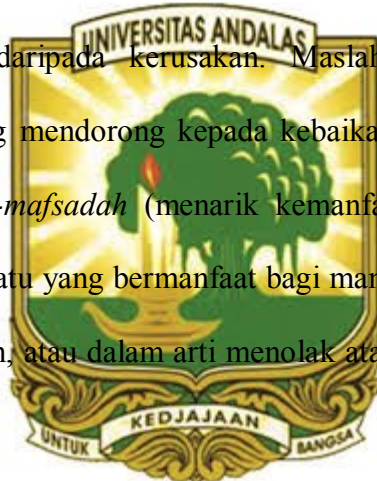 UNIVERSITAS ANDALAS
daripada kerusakan. Maslah
mendorong kepada kebaika
-mafsadah (menarik kemanfa
atu yang bermanfaat bagi man
n, atau dalam arti menolak ata
KEDJAJAAN
UNTUK BANGSA